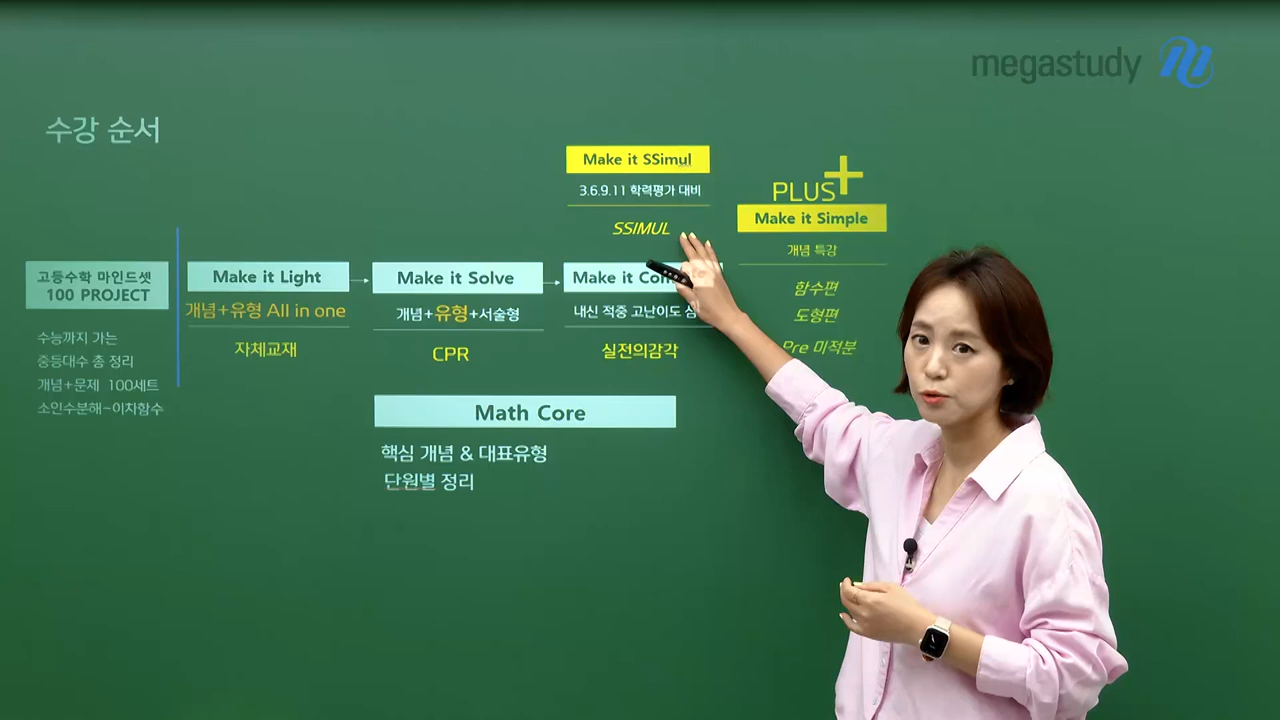 megastudy
수강 순서
고등수학 마인드셋
100 PROJECT
수능까지 가는
중등대수 총 정리
개념+문제 100세트
소인수분해~이차함수
Make it Light
개념+유형 All in one
자체교재
Make it Solve
개념+유형+서술형
CPR
Make it SSimul
3.6.9.11 학력평가 대비
SSIMUL
Make it
내신 적중 고난이도
실전의감각
Math Core
핵심 개념 & 대표유형
단원별 정리
PLUS+
Make it Simple
개념 특강
함수편
도형편
Pre 미적분